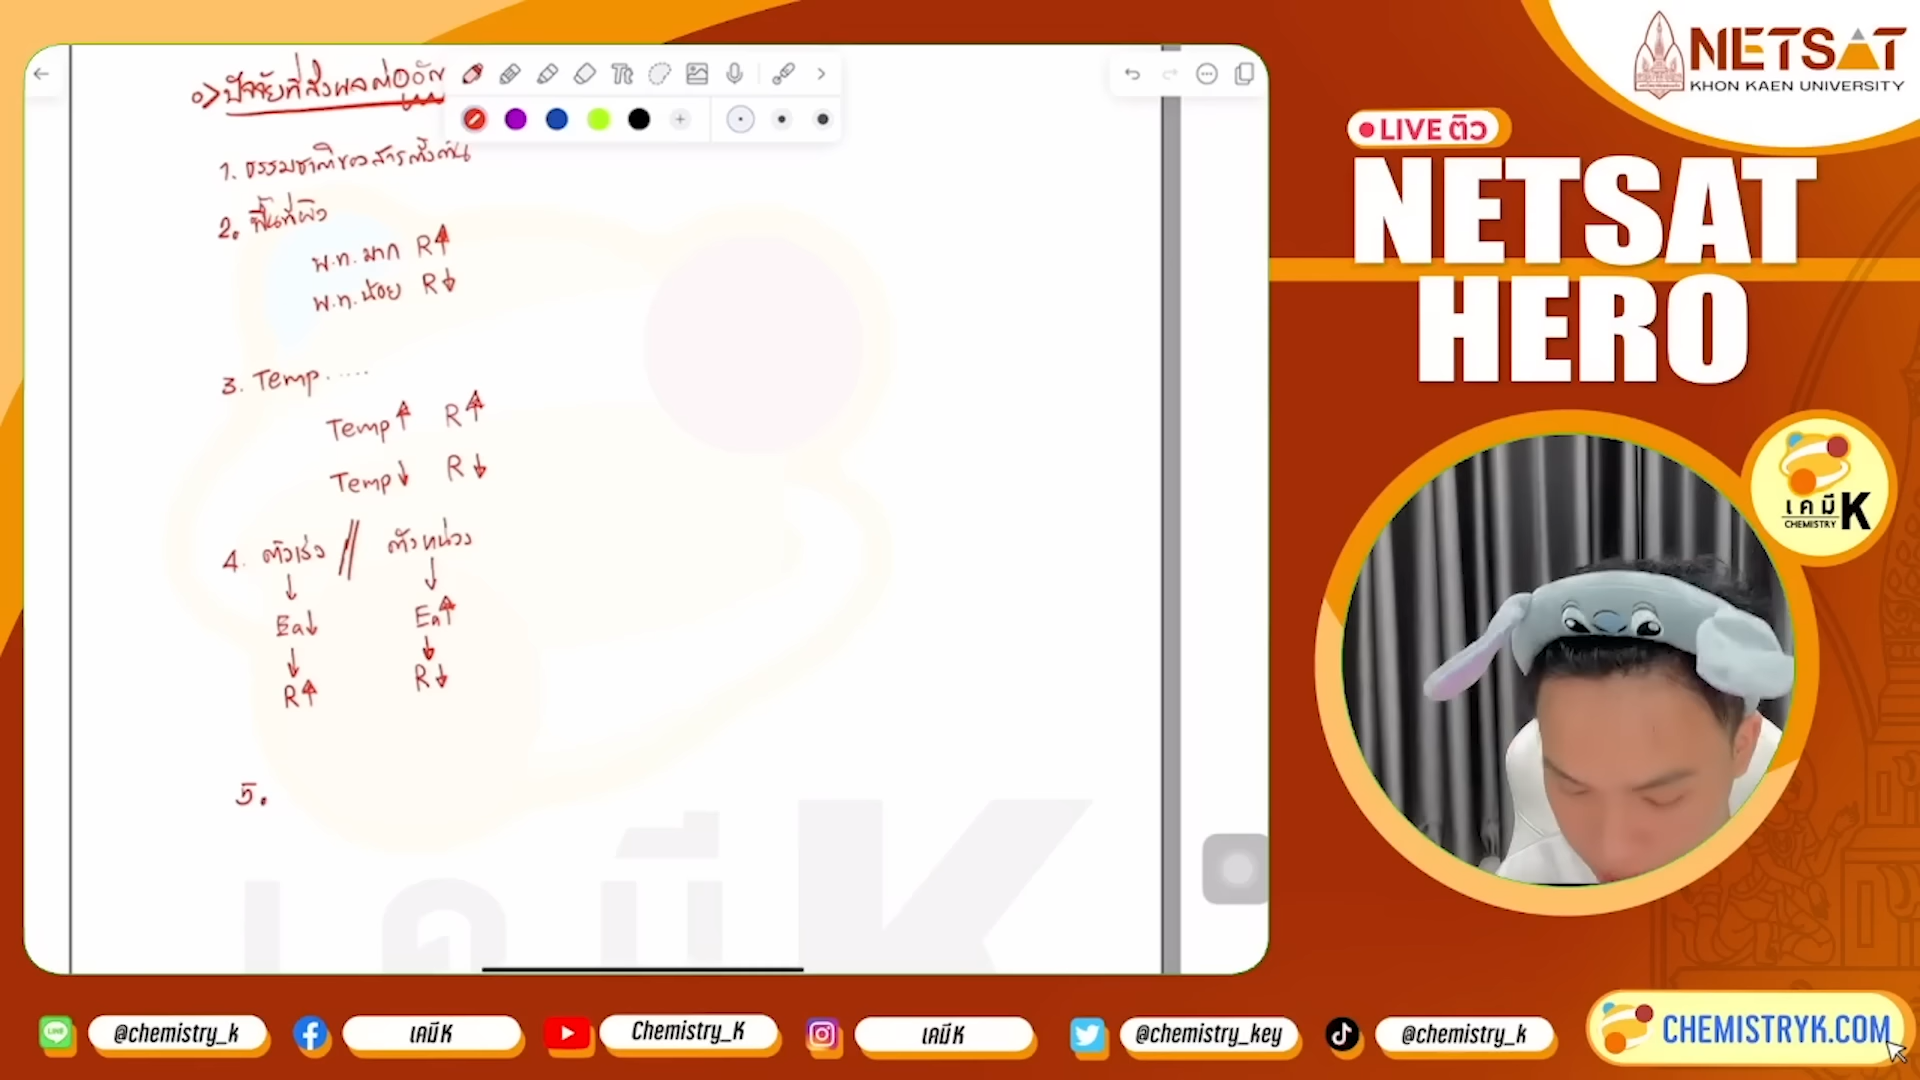 ๐> ปัจจัยที่ส่งผลต่ออัต
1. ธรรมชาติของสารตั้งต้น
2. พื้นที่ผิว
พ.ท. มาก R↑
พ.ท. น้อย R↓
3. Temp.....
Temp↑ R↑
Temp↓ R↓
4. ตัวเร่ง // ตัวหน่วง
↓ ↓
Ea↓ Ea↑
↓ ↓
R↑ R↓
5.
เคมี K
NETSAT
KHON KAEN UNIVERSITY
LIVE ติว
NETSAT
HERO
เคมี K
CHEMISTRY
@chemistry_k
เคมี K
Chemistry_K
เคมี K
@chemistry_key
@chemistry_k
CHEMISTRYK.COM